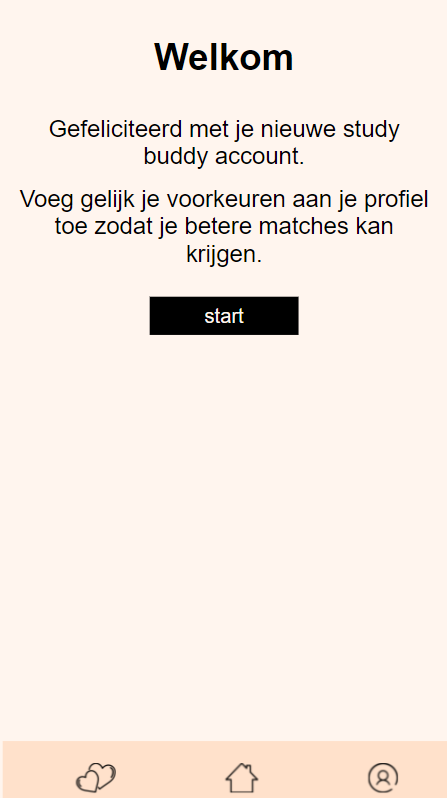 Welkom
Gefeliciteerd met je nieuwe study
buddy account.
Voeg gelijk je voorkeuren aan je profiel
toe zodat je betere matches kan
krijgen.
start